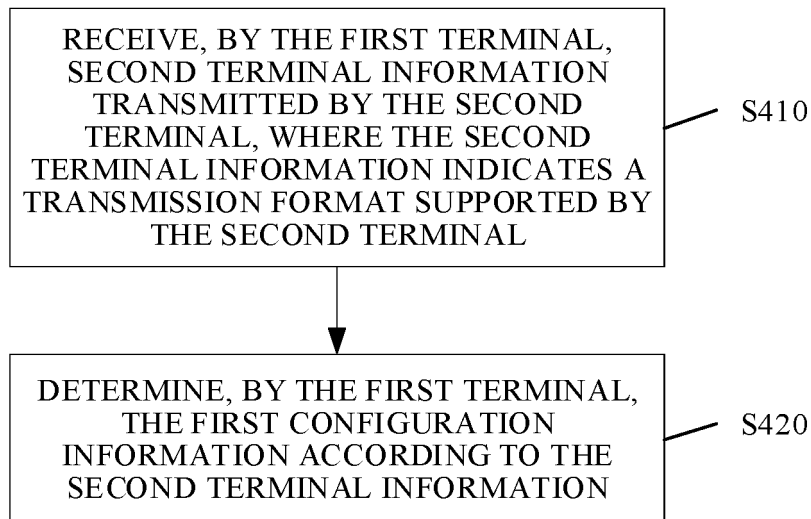 RECEIVE, BY THE FIRST TERMINAL,
SECOND TERMINAL INFORMATION
TRANSMITTED BY THE SECOND
TERMINAL, WHERE THE SECOND
TERMINAL INFORMATION INDICATES A
TRANSMISSION FORMAT SUPPORTED BY
THE SECOND TERMINAL
S410
DETERMINE, BY THE FIRST TERMINAL,
THE FIRST CONFIGURATION
INFORMATION ACCORDING TO THE
SECOND TERMINAL INFORMATION
S420